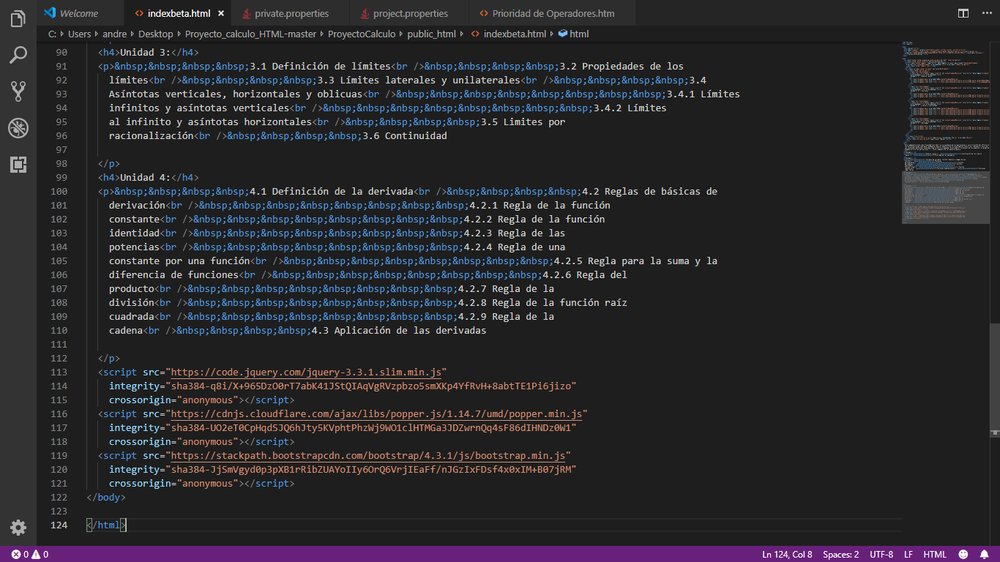 Welcome indexbeta.html × private.properties project.properties Prioridad de Operadores.htm
C: Users andre Desktop Proyecto_calculo_HTML-master ProyectoCalculo public_html indexbeta.html html
90 <h4>Unidad 3:</h4>
91 <p>&nbsp;&nbsp;&nbsp;&nbsp;3.1 Definición de límites<br />&nbsp;&nbsp;&nbsp;&nbsp;3.2 Propiedades de los
92 límites<br />&nbsp;&nbsp;&nbsp;&nbsp;3.3 Límites laterales y unilaterales<br />&nbsp;&nbsp;&nbsp;&nbsp;3.4
93 Asíntotas verticales, horizontales y oblicuas<br />&nbsp;&nbsp;&nbsp;&nbsp;&nbsp;&nbsp;&nbsp;&nbsp;3.4.1 Límites
94 infinitos y asíntotas verticales<br />&nbsp;&nbsp;&nbsp;&nbsp;&nbsp;&nbsp;&nbsp;&nbsp;3.4.2 Límites
95 al infinito y asíntotas horizontales<br />&nbsp;&nbsp;&nbsp;&nbsp;3.5 Limites por
96 racionalización<br />&nbsp;&nbsp;&nbsp;&nbsp;3.6 Continuidad
97
98 </p>
99 <h4>Unidad 4:</h4>
100 <p>&nbsp;&nbsp;&nbsp;&nbsp;4.1 Definición de la derivada<br />&nbsp;&nbsp;&nbsp;&nbsp;4.2 Reglas de básicas de
101 derivación<br />&nbsp;&nbsp;&nbsp;&nbsp;&nbsp;&nbsp;&nbsp;&nbsp;4.2.1 Regla de la función
102 constante<br />&nbsp;&nbsp;&nbsp;&nbsp;&nbsp;&nbsp;&nbsp;&nbsp;4.2.2 Regla de la función
103 identidad<br />&nbsp;&nbsp;&nbsp;&nbsp;&nbsp;&nbsp;&nbsp;&nbsp;4.2.3 Regla de las
104 potencias<br />&nbsp;&nbsp;&nbsp;&nbsp;&nbsp;&nbsp;&nbsp;&nbsp;4.2.4 Regla de una
105 constante por una función<br />&nbsp;&nbsp;&nbsp;&nbsp;&nbsp;&nbsp;&nbsp;&nbsp;4.2.5 Regla para la suma y la
106 diferencia de funciones<br />&nbsp;&nbsp;&nbsp;&nbsp;&nbsp;&nbsp;&nbsp;&nbsp;4.2.6 Regla del
107 producto<br />&nbsp;&nbsp;&nbsp;&nbsp;&nbsp;&nbsp;&nbsp;&nbsp;4.2.7 Regla de la
108 división<br />&nbsp;&nbsp;&nbsp;&nbsp;&nbsp;&nbsp;&nbsp;&nbsp;4.2.8 Regla de la función raíz
109 cuadrada<br />&nbsp;&nbsp;&nbsp;&nbsp;&nbsp;&nbsp;&nbsp;&nbsp;4.2.9 Regla de la
110 cadena<br />&nbsp;&nbsp;&nbsp;&nbsp;4.3 Aplicación de las derivadas
111
112 </p>
113 <script src="https://code.jquery.com/jquery-3.3.1.slim.min.js"
114 integrity="sha384-q8i/X+965DzO0rT7abK41JStQIAqVgRVzpbzo5smXKp4YfRvH+8abtTE1Pi6jizo"
115 crossorigin="anonymous"></script>
116 <script src="https://cdnjs.cloudflare.com/ajax/libs/popper.js/1.14.7/umd/popper.min.js"
117 integrity="sha384-UO2eT0CpHqdSJQ6hJty5KVphtPhzWj9WO1clHTMGa3JDZwrnQq4sF86dIHNDz0W1"
118 crossorigin="anonymous"></script>
119 <script src="https://stackpath.bootstrapcdn.com/bootstrap/4.3.1/js/bootstrap.min.js"
120 integrity="sha384-JjSmVgyd0p3pXB1rRibZUAYoIIy6OrQ6VrjIEaFf/nJGzIxFDsf4x0xIM+B07jRM"
121 crossorigin="anonymous"></script>
122 </body>
123
124 </html>
0 0 Ln 124, Col 8 Spaces: 2 UTF-8 LF HTML